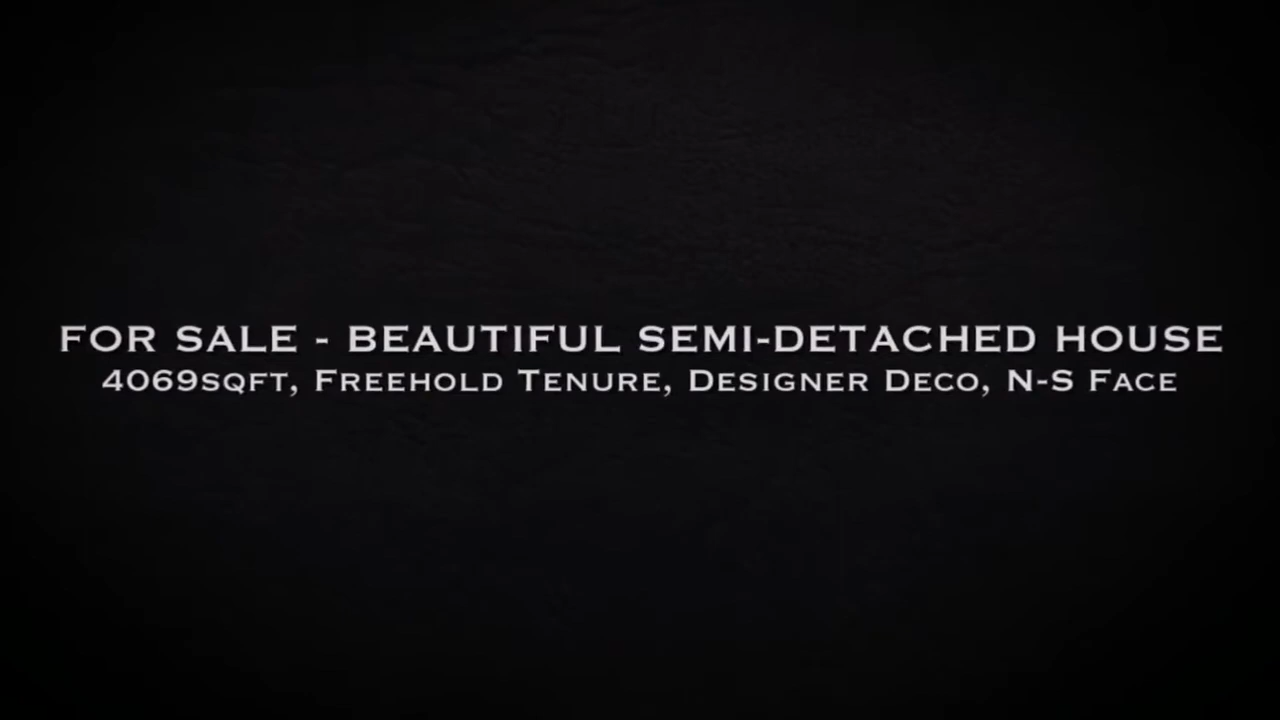 FOR SALE - BEAUTIFUL SEMI-DETACHED HOUSE
4069SQFT, FREEHOLD TENURE, DESIGNER DECO, N-S FACE